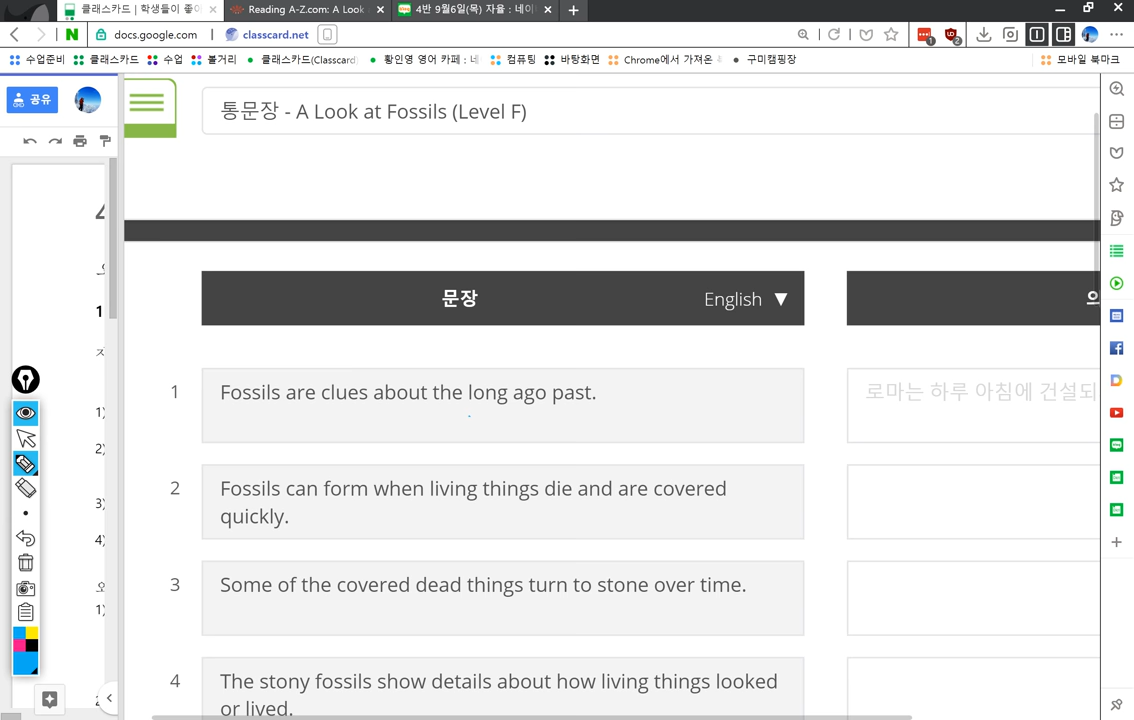 클래스카드 | 학생들이 좋아
Reading A-Z.com: A Look
4반 9월6일(목) 자율 : 네이
docs.google.com
classcard.net
수업준비
클래스카드
수업
볼거리
클래스카드(Classcard)
황인영 영어 카페 : 네
컴퓨팅
바탕화면
Chrome에서 가져온
구미캠핑장
모바일 북마크
공유
통문장 - A Look at Fossils (Level F)
문장
English ▼
1
Fossils are clues about the long ago past.
로마는 하루 아침에 건설되
2
Fossils can form when living things die and are covered
quickly.
3
Some of the covered dead things turn to stone over time.
4
The stony fossils show details about how living things looked
or lived.
1
1)
2)
3)
4)
1)